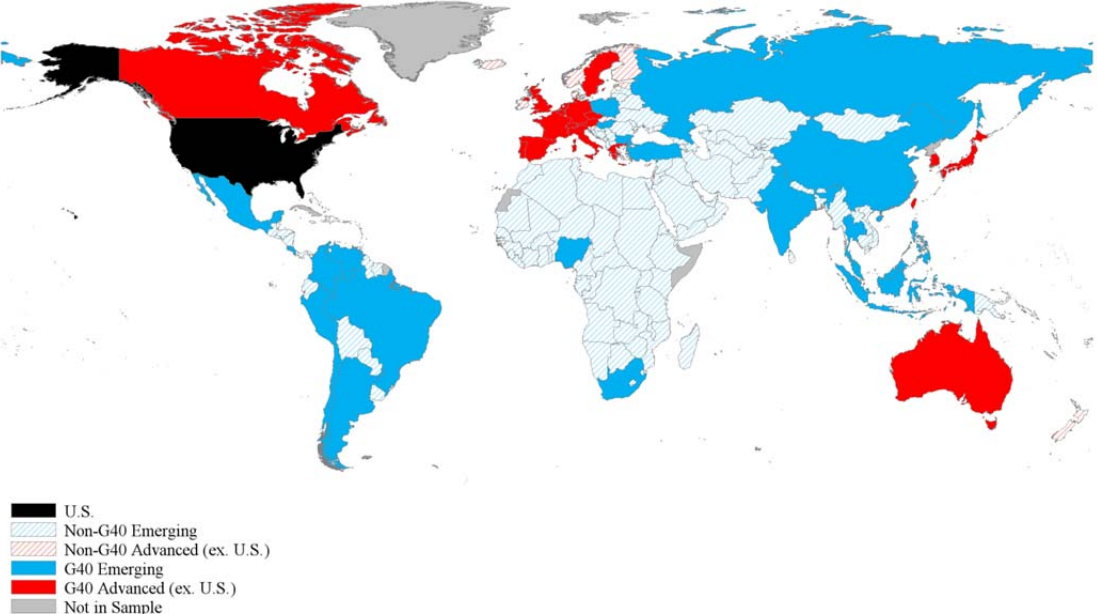 U.S.
Non-G40 Emerging
Non-G40 Advanced (ex. U.S.)
G40 Emerging
G40 Advanced (ex. U.S.)
Not in Sample